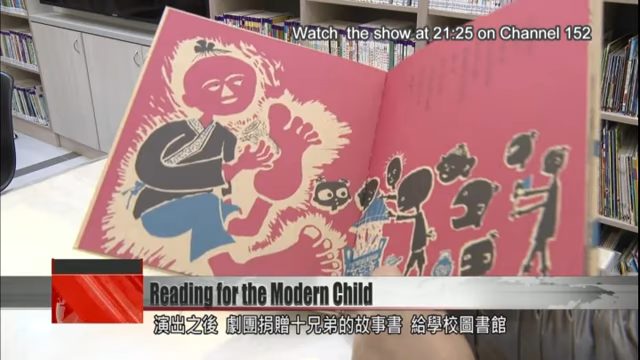 Watch the show at 21:25 on Channel 152
Reading for the Modern Child
演出之後 劇團捐贈十兄弟的故事書 給學校圖書館